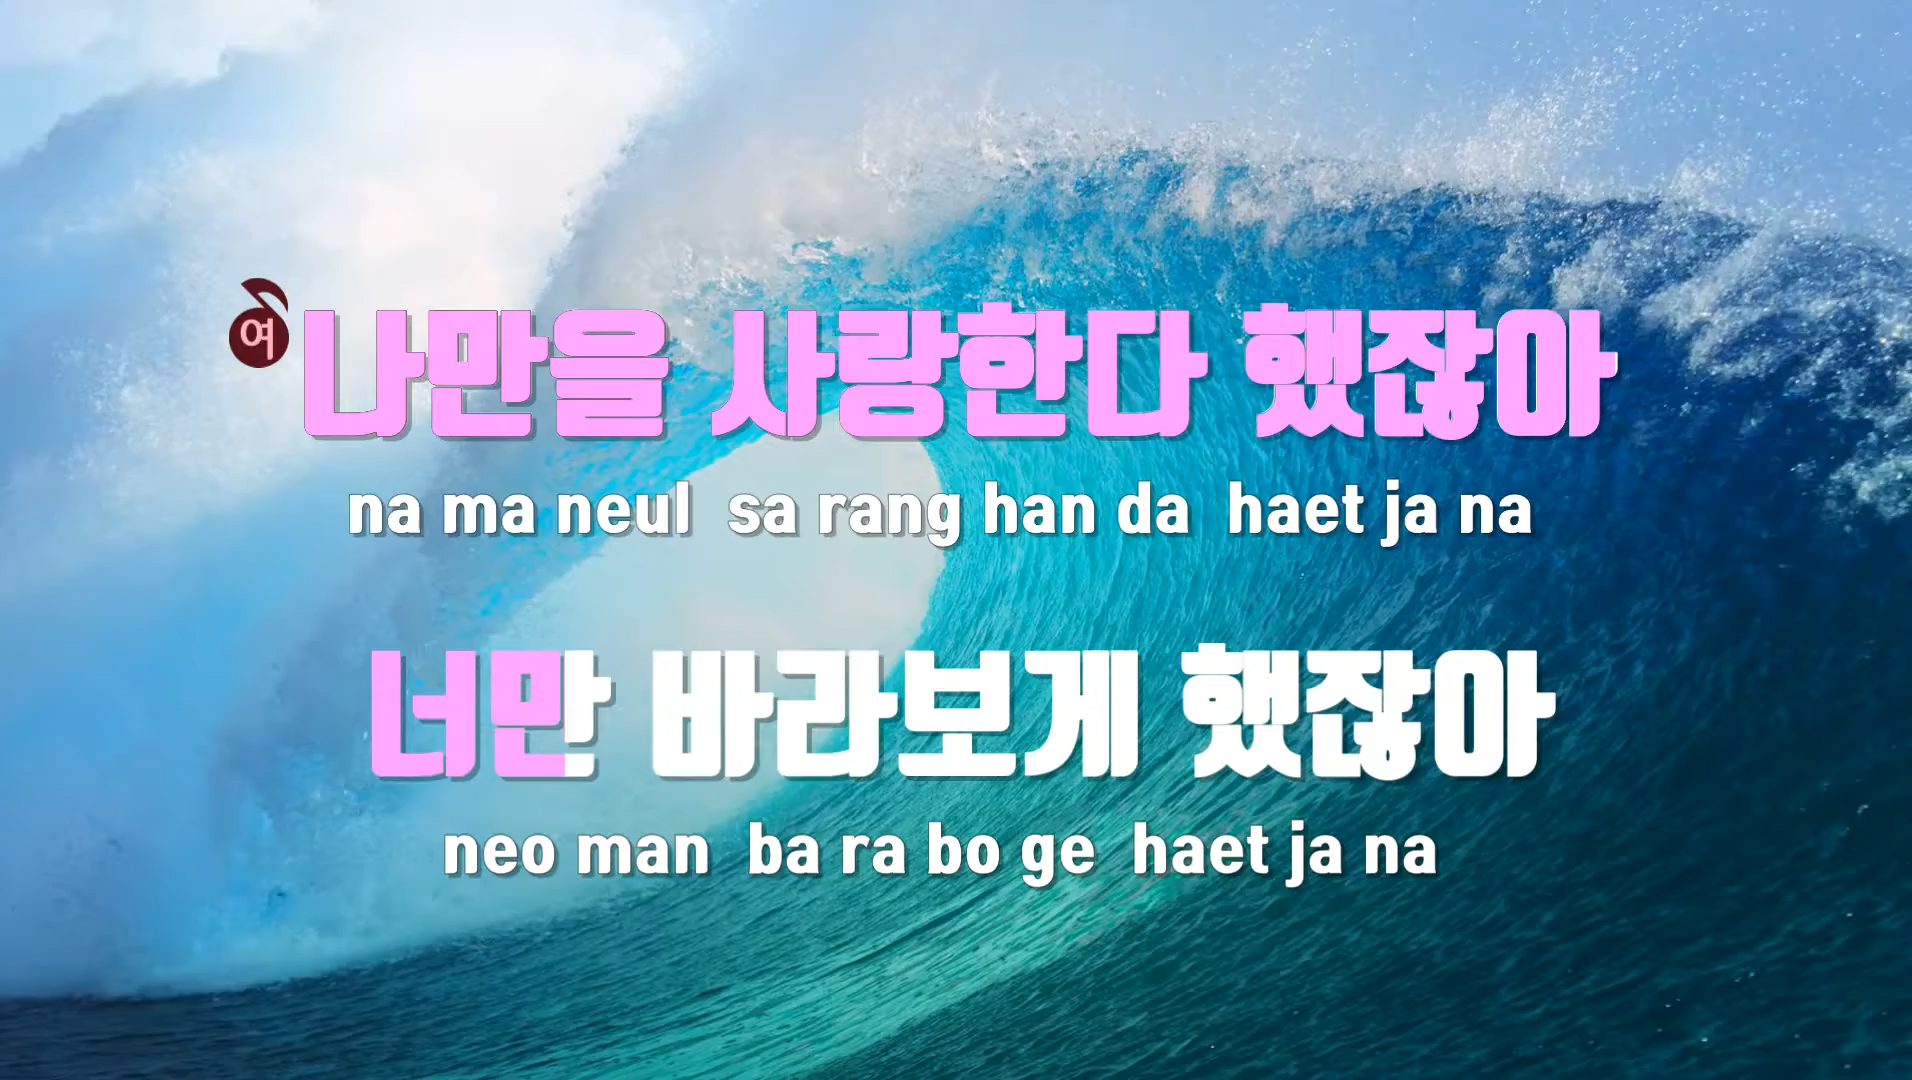 여 나만을 사랑한다 했잖아
na ma neul sa rang han da haet ja na
너만 바라보게 했잖아
neo man ba ra bo ge haet ja na